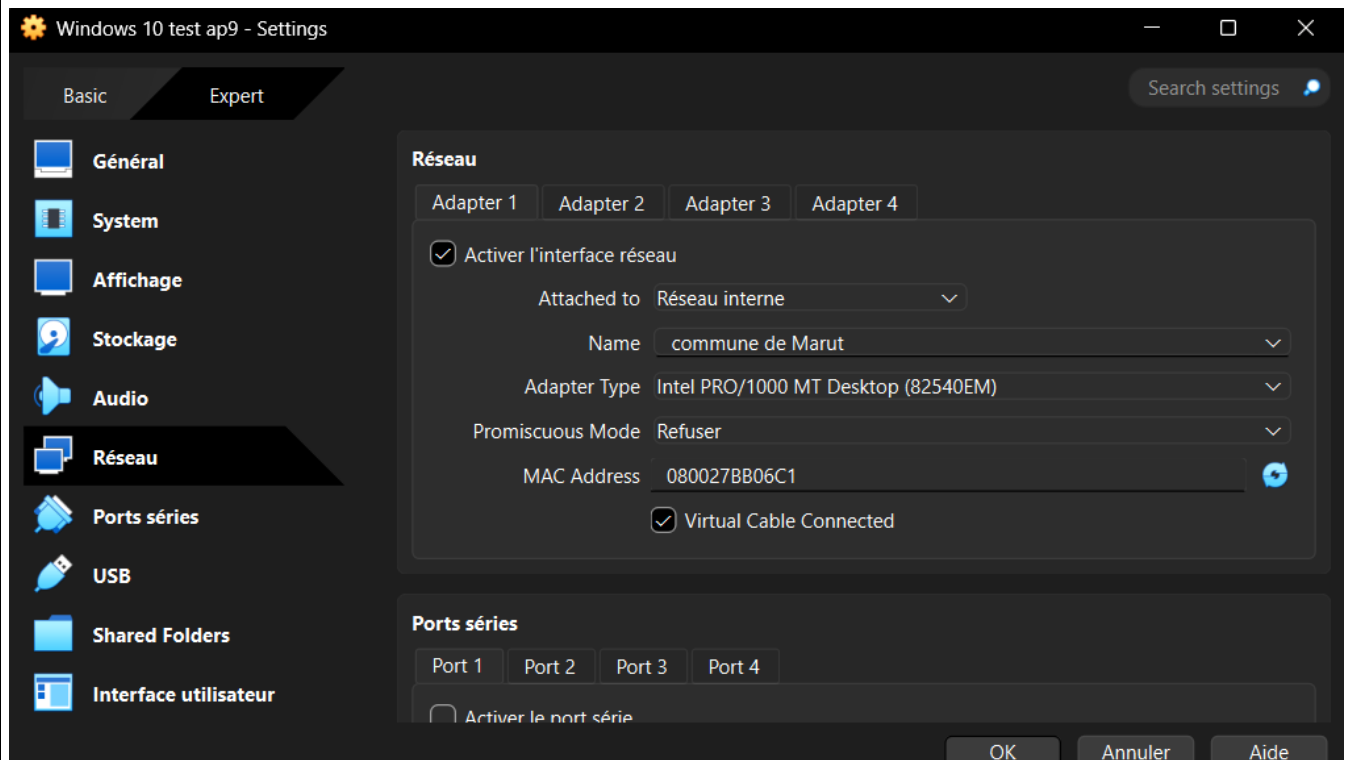 Windows 10 test ap9 - Settings
Basic Expert
Search settings
Général
System
Affichage
Stockage
Audio
Réseau
Ports séries
USB
Shared Folders
Interface utilisateur
Réseau
Adapter 1 Adapter 2 Adapter 3 Adapter 4
Activer l'interface réseau
Attached to Réseau interne
Name commune de Marut
Adapter Type Intel PRO/1000 MT Desktop (82540EM)
Promiscuous Mode Refuser
MAC Address 080027BB06C1
Virtual Cable Connected
Ports séries
Port 1 Port 2 Port 3 Port 4
Activer le port série
OK Annuler Aide